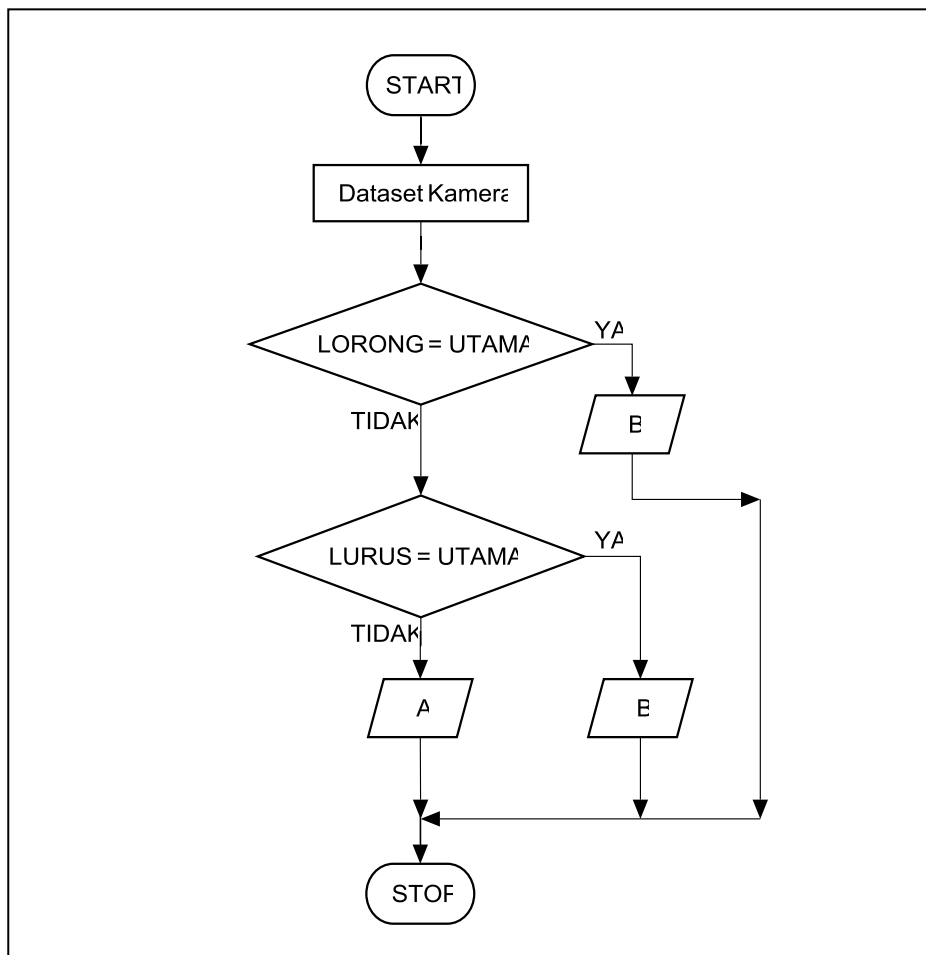 START
Dataset Kamera
LORONG = UTAMA
YA
TIDAK
B
LURUS = UTAMA
YA
TIDAK
A
B
STOP